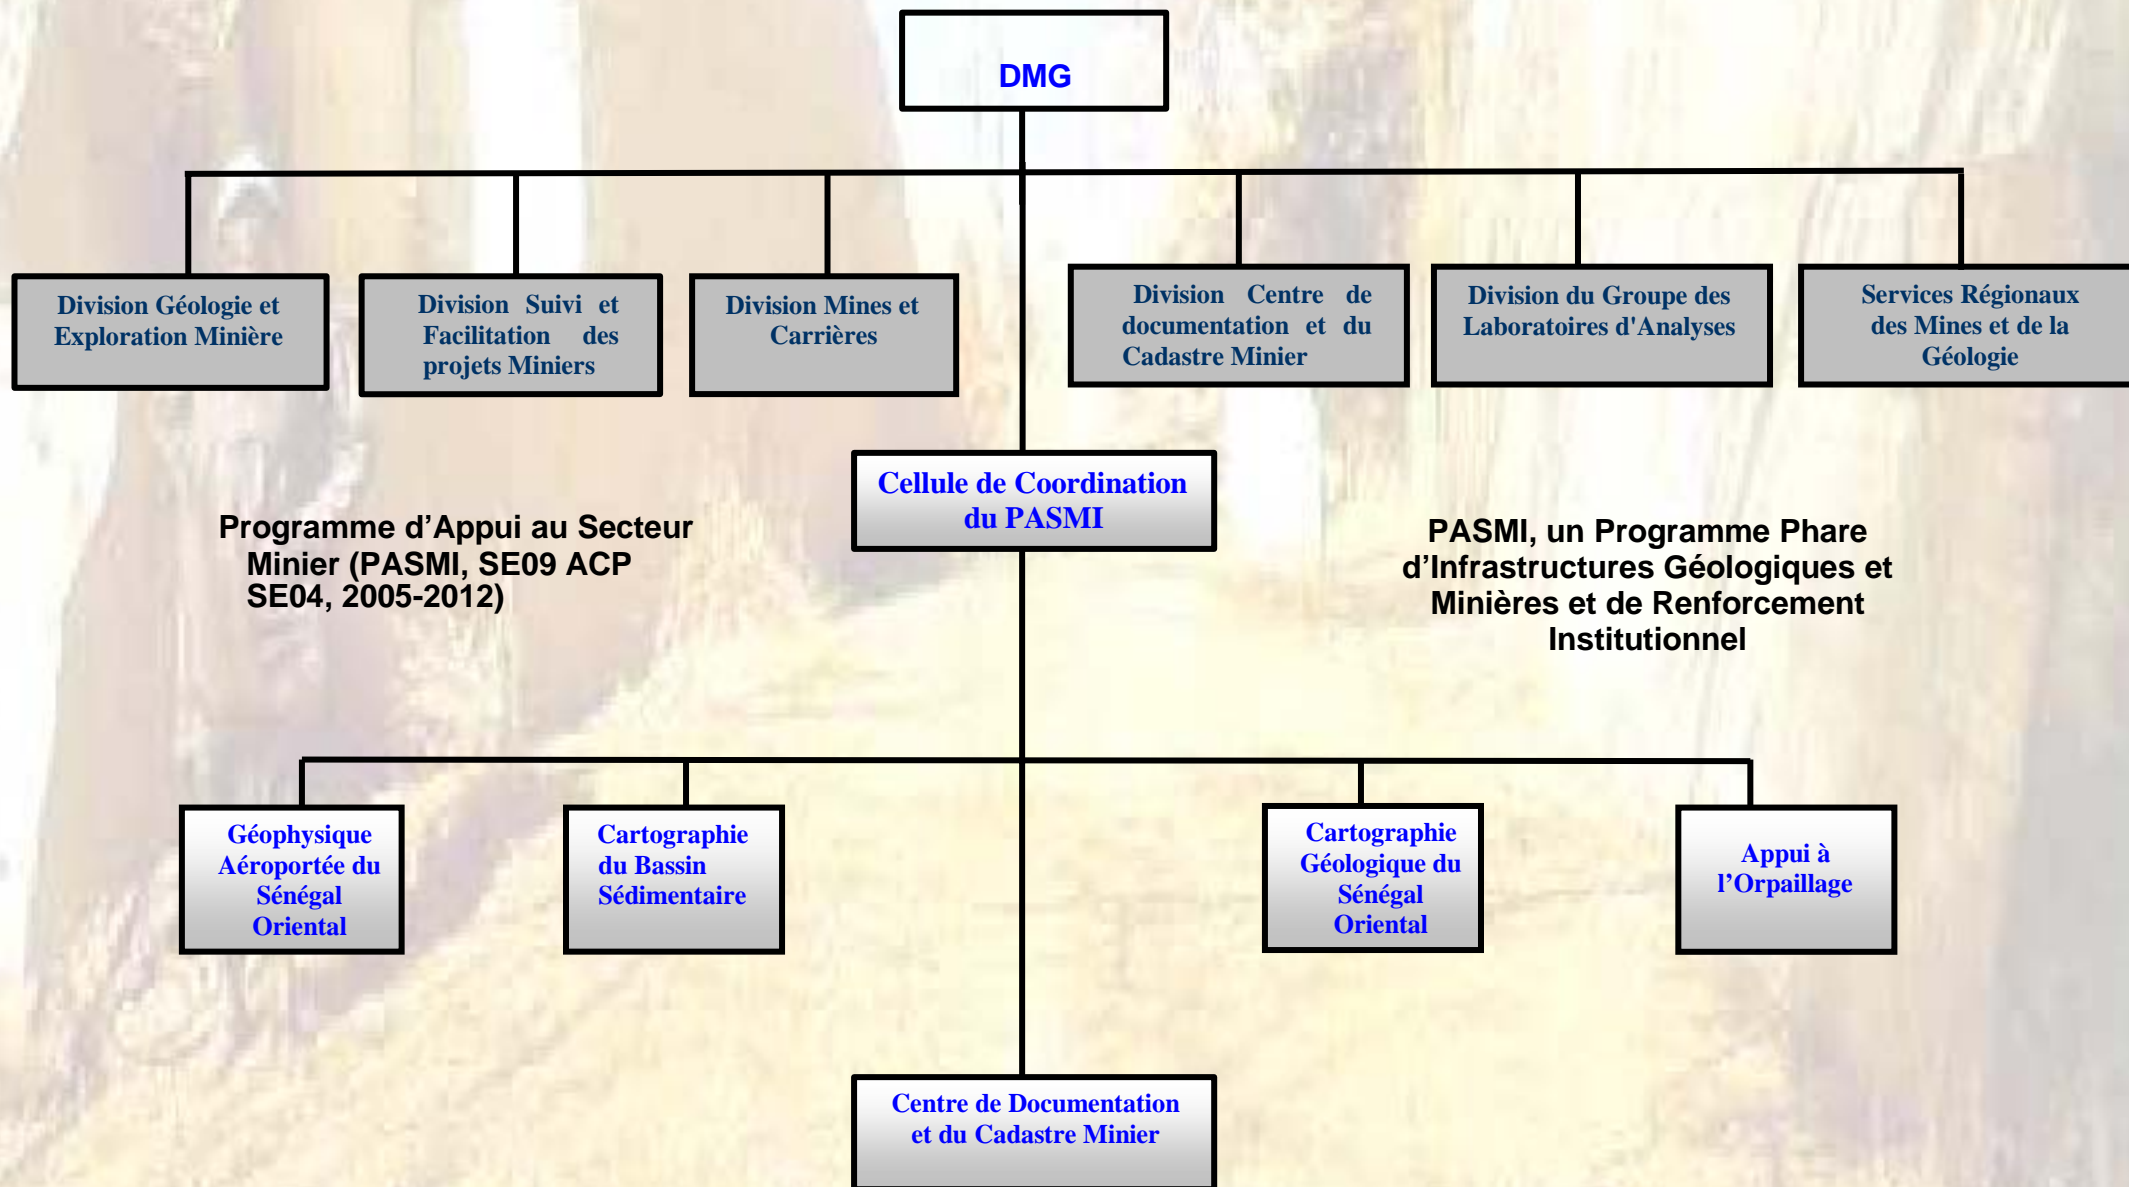 DMG
Division Géologie et
Exploration Minière
Division Suivi et
Facilitation des
projets Miniers
Division Mines et
Carrières
Division Centre de
documentation et du
Cadastre Minier
Division du Groupe des
Laboratoires d'Analyses
Services Régionaux
des Mines et de la
Géologie
Cellule de Coordination
du PASMI
Programme d’Appui au Secteur
Minier (PASMI, SE09 ACP
SE04, 2005-2012)
PASMI, un Programme Phare
d’Infrastructures Géologiques et
Minières et de Renforcement
Institutionnel
Géophysique
Aéroportée du
Sénégal
Oriental
Cartographie
du Bassin
Sédimentaire
Cartographie
Géologique du
Sénégal
Oriental
Appui à
l’Orpaillage
Centre de Documentation
et du Cadastre Minier